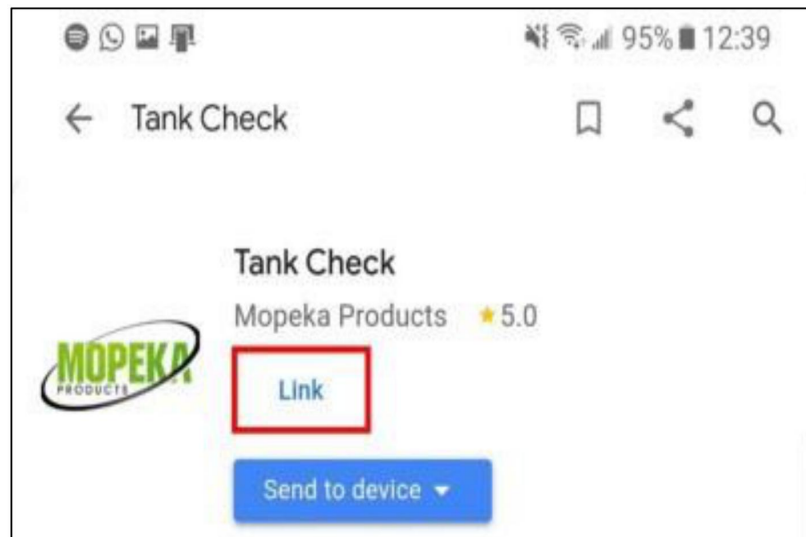 95% 12:39
Tank Check
Tank Check
Mopeka Products ★5.0
MOPEKA
PRODUCTS
Link
Send to device